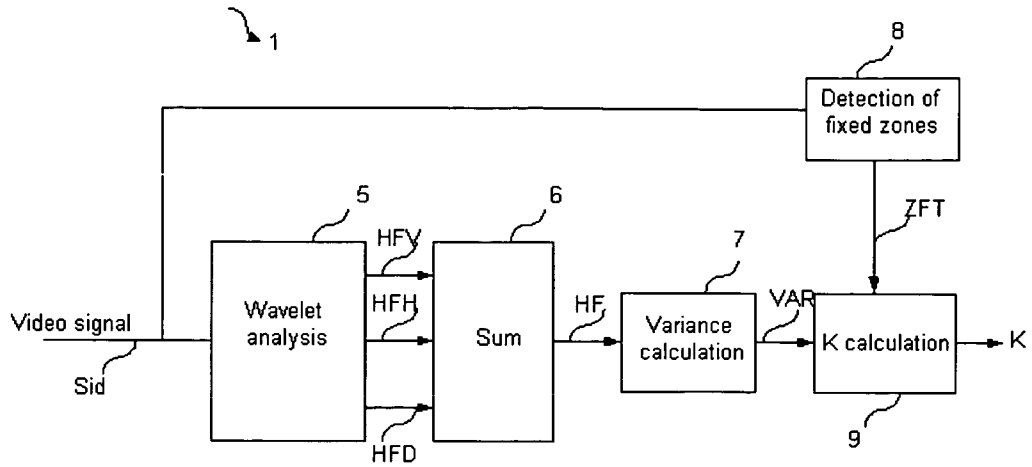 1
8
Detection of
fixed zones
ZFT
5
6
7
HFV
HFH
HFD
Wavelet
analysis
Sum
HF
Variance
calculation
VAR
K calculation
K
Video signal
Sid
9